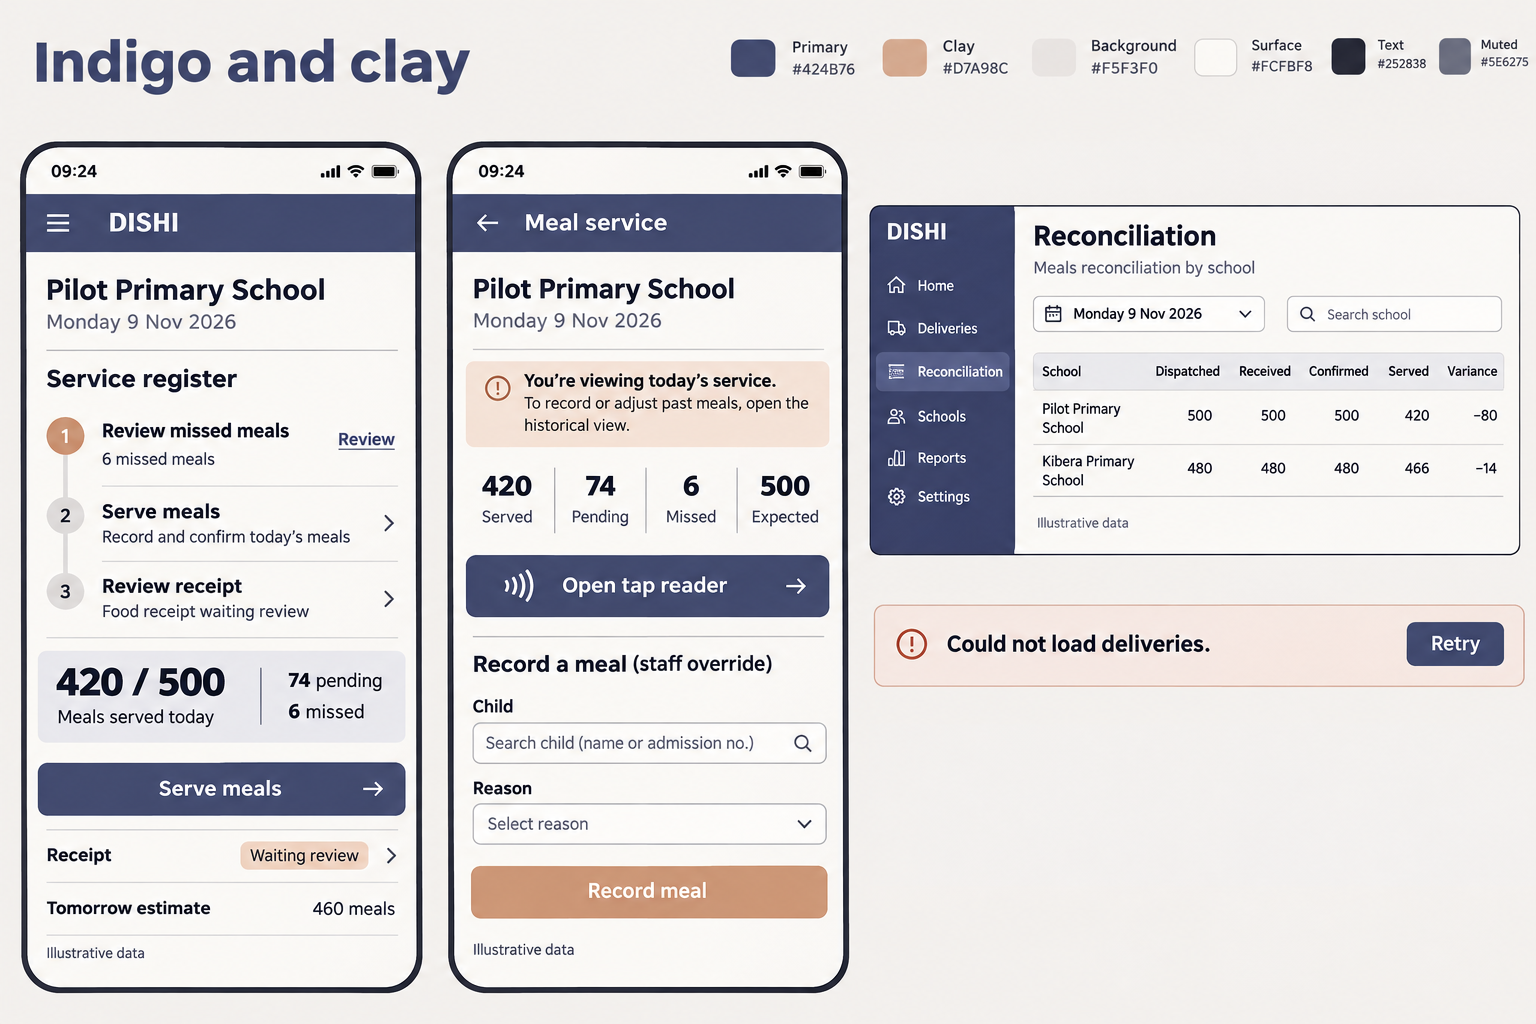 Indigo and clay
Primary
#424B76
Clay
#D7A98C
Background
#F5F3F0
Surface
#FCFBF8
Text
#252838
Muted
#5E6275
09:24
DISHI
Pilot Primary School
Monday 9 Nov 2026
Service register
1
Review missed meals
6 missed meals
Review
2
Serve meals
Record and confirm today's meals
3
Review receipt
Food receipt waiting review
420 / 500
Meals served today
74 pending
6 missed
Serve meals
Receipt
Waiting review
Tomorrow estimate
460 meals
Illustrative data
09:24
Meal service
Pilot Primary School
Monday 9 Nov 2026
You're viewing today's service.
To record or adjust past meals, open the
historical view.
420
Served
74
Pending
6
Missed
500
Expected
Open tap reader
Record a meal (staff override)
Child
Search child (name or admission no.)
Reason
Select reason
Record meal
Illustrative data
DISHI
Home
Deliveries
Reconciliation
Schools
Reports
Settings
Reconciliation
Meals reconciliation by school
Monday 9 Nov 2026
Search school
School Dispatched Received Confirmed Served Variance
Pilot Primary
School
500 500 500 420 −80
Kibera Primary
School
480 480 480 466 −14
Illustrative data
Could not load deliveries.
Retry